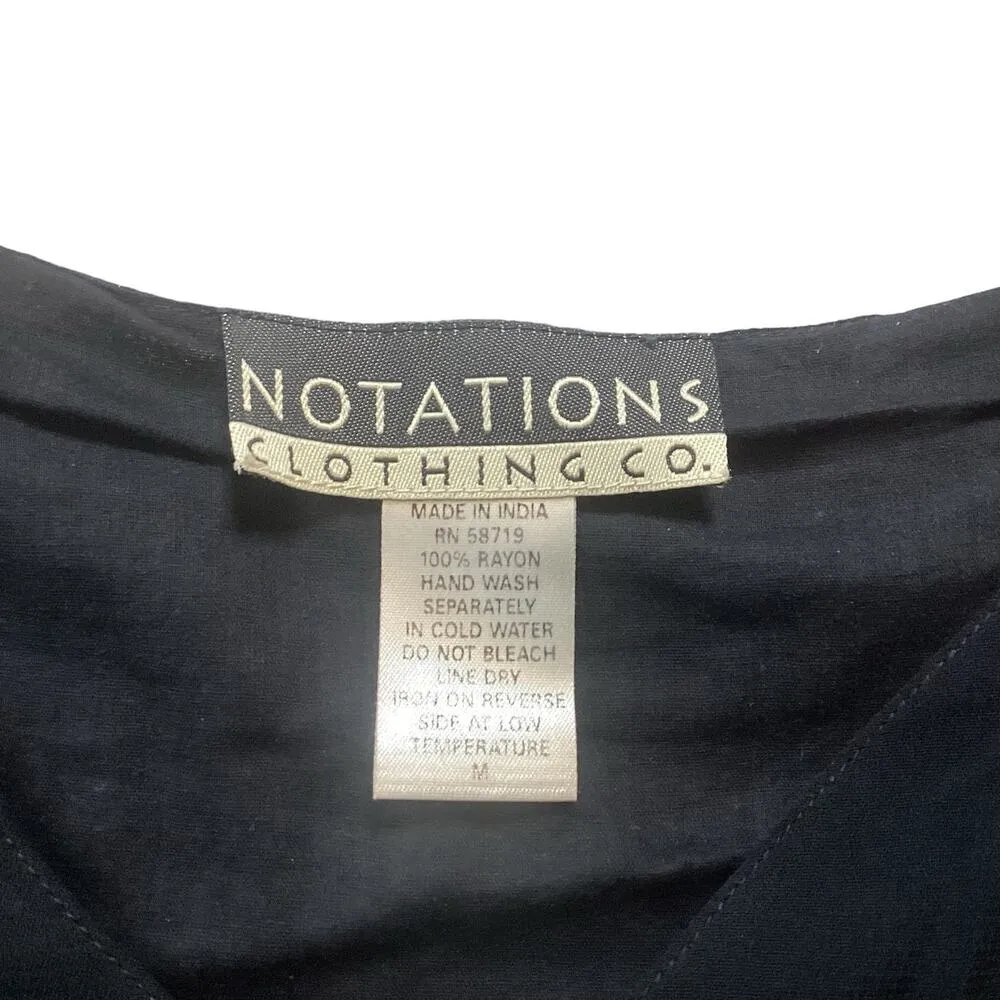 NOTATIONS
CLOTHING CO.
MADE IN INDIA
RN 58719
100% RAYON
HAND WASH
SEPARATELY
IN COLD WATER
DO NOT BLEACH
LINE DRY
IRON ON REVERSE
SIDE AT LOW
TEMPERATURE
M